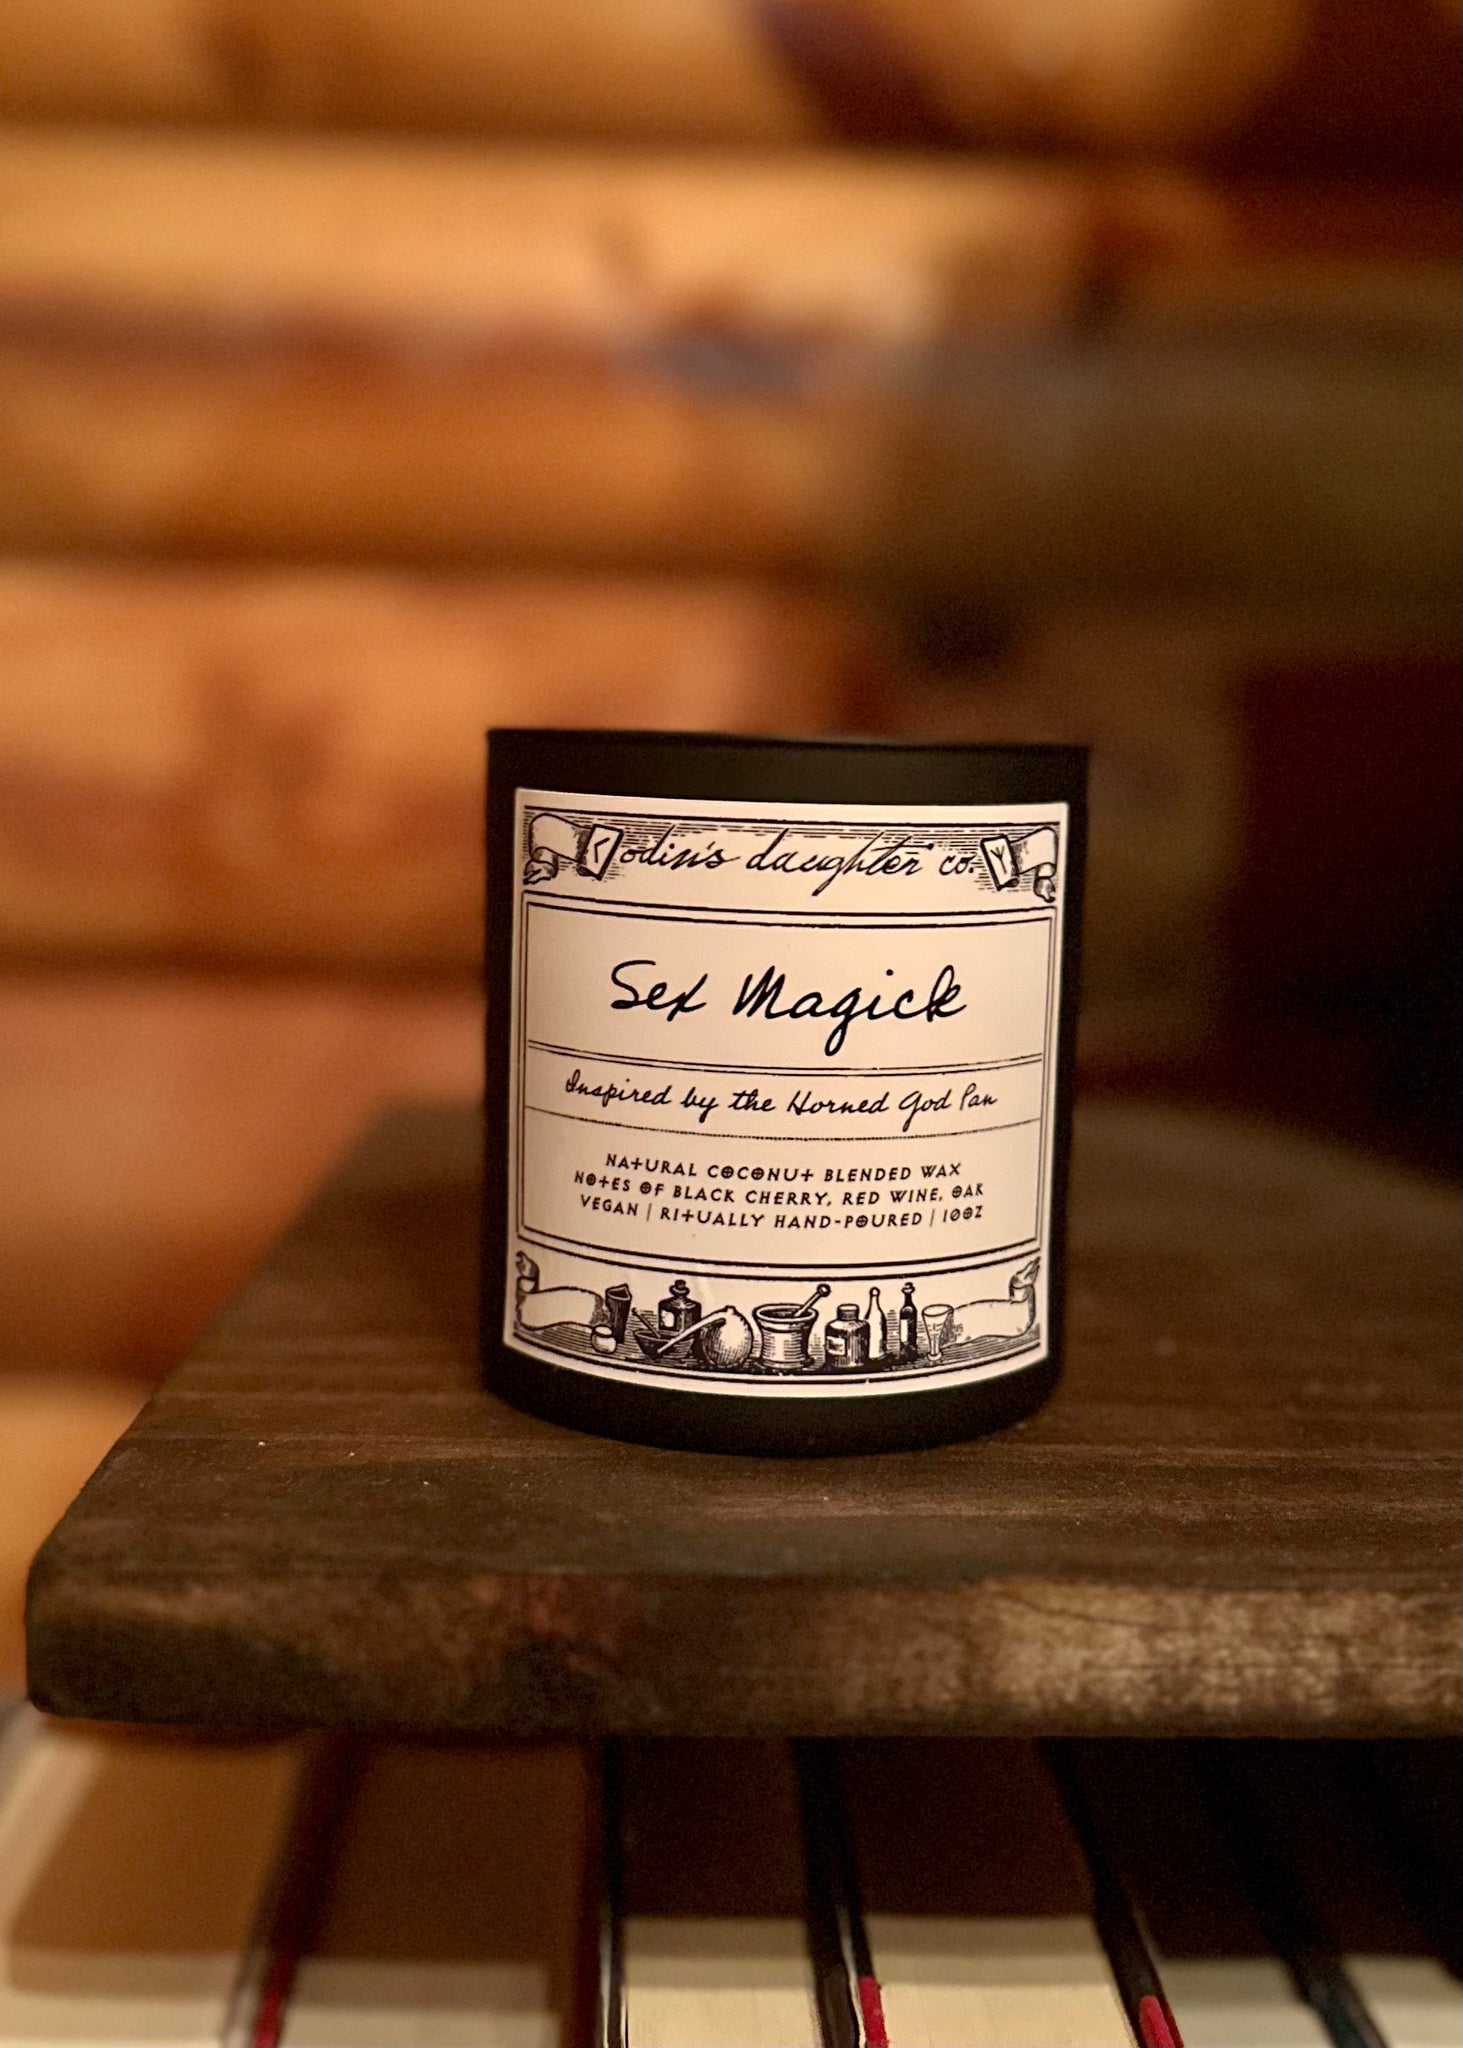 odin's daughter co.
Sex Magick
Inspired by the Horned God Pan
NATURAL COCONUT BLENDED WAX
NOTES OF BLACK CHERRY, RED WINE, OAK
VEGAN | RITUALLY HAND-POURED | 10OZ